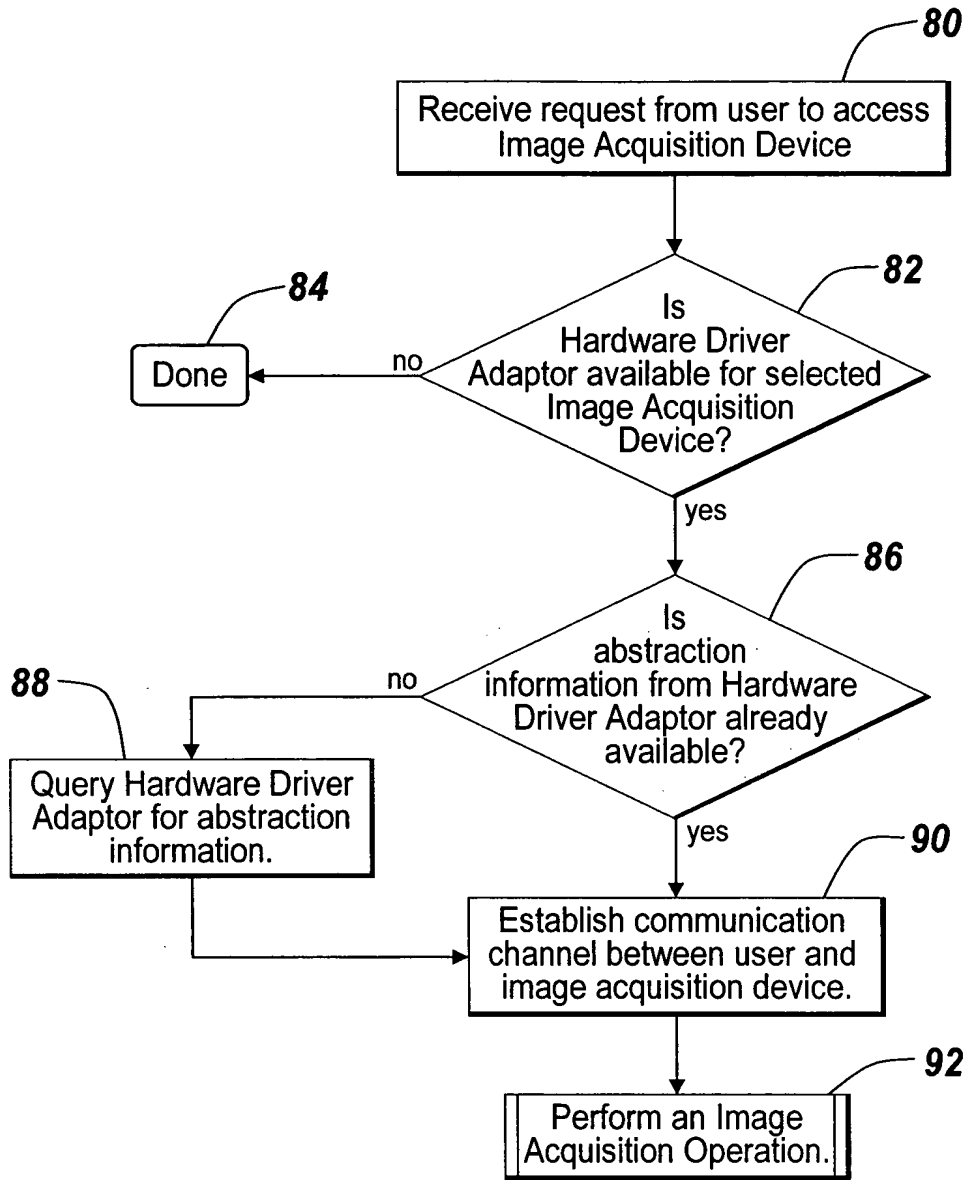 80
Receive request from user to access
Image Acquisition Device
82
Is
Hardware Driver
Adaptor available for selected
Image Acquisition
Device?
no
84
Done
yes
86
Is
abstraction
information from Hardware
Driver Adaptor already
available?
no
88
Query Hardware Driver
Adaptor for abstraction
information.
yes
90
Establish communication
channel between user and
image acquisition device.
92
Perform an Image
Acquisition Operation.